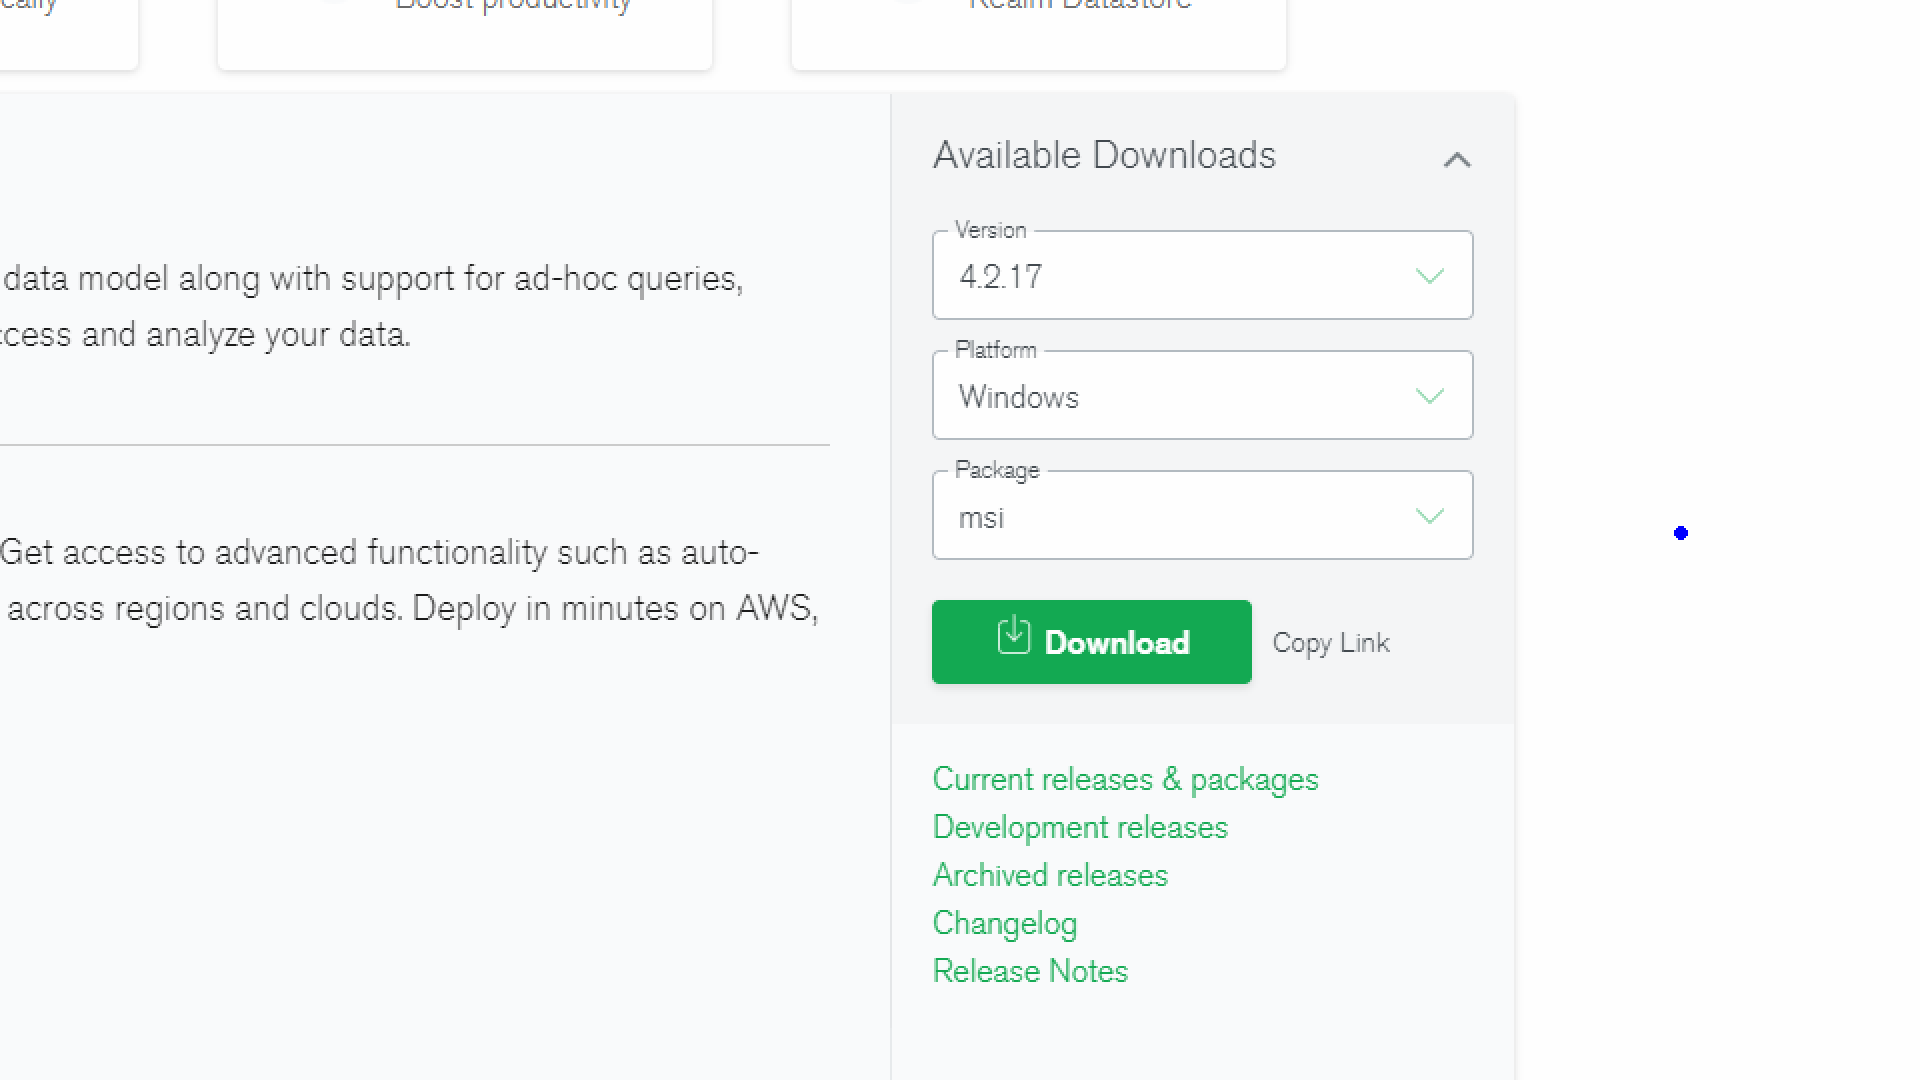 Boost productivity
Realm Datastore
data model along with support for ad-hoc queries,
and analyze your data.
Get access to advanced functionality such as auto-
across regions and clouds. Deploy in minutes on AWS,
Available Downloads
Version
4.2.17
Platform
Windows
Package
msi
Download
Copy Link
Current releases & packages
Development releases
Archived releases
Changelog
Release Notes